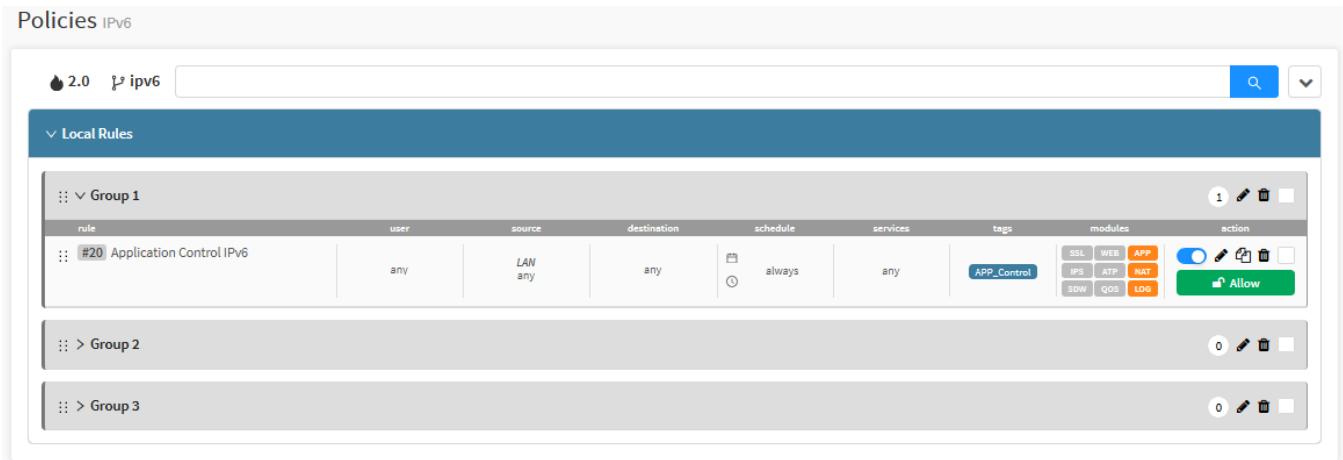 Policies IPv6
2.0 ipv6
Local Rules
Group 1 1
rule user source destination schedule services tags modules action
#20 Application Control IPv6 any LAN any any always any APP_Control
SSL WEB APP
IPS ATP NAT
SDW QOS LOG
Allow
Group 2 0
Group 3 0